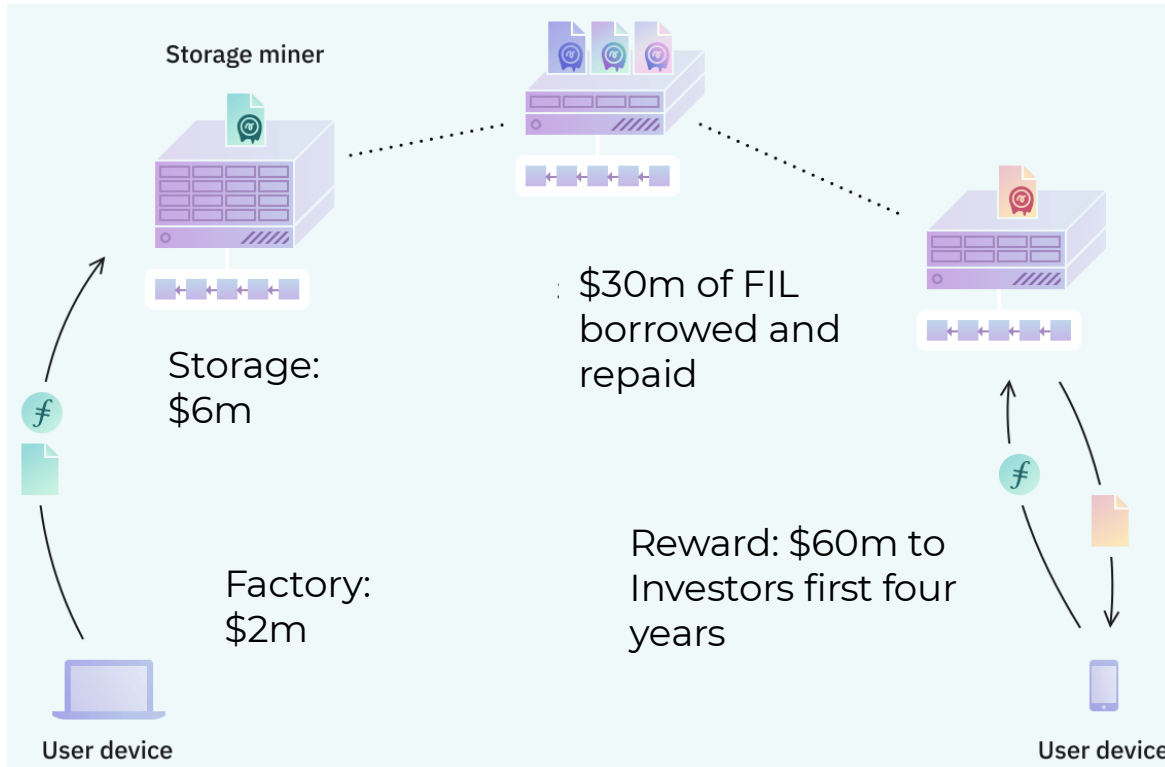 Storage miner
$30m of FIL
borrowed and
repaid
Storage:
$6m
Reward: $60m to
Investors first four
years
Factory:
$2m
User device
User device